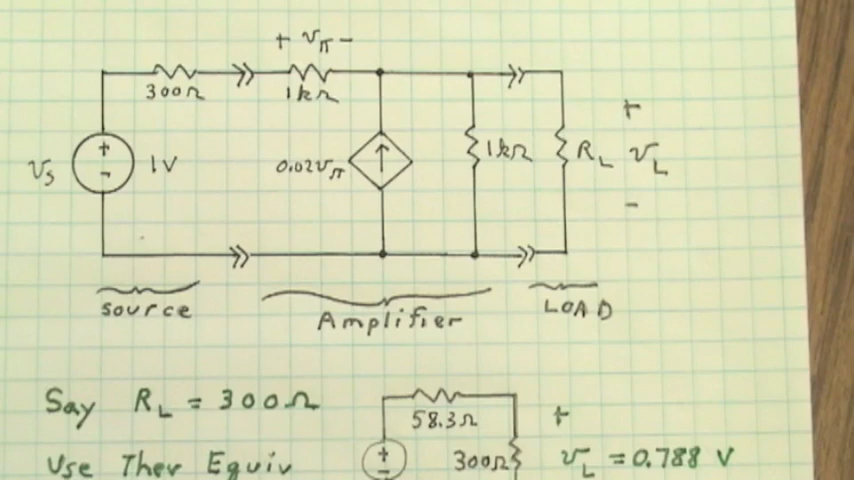 + vπ -
300Ω
1kΩ
vs
+
-
1V
0.02vπ
1kΩ
RL
+
vL
-
source
Amplifier
LOAD
Say RL = 300Ω
58.3Ω
+
Use Thev Equiv
+
-
300Ω
vL = 0.788 V